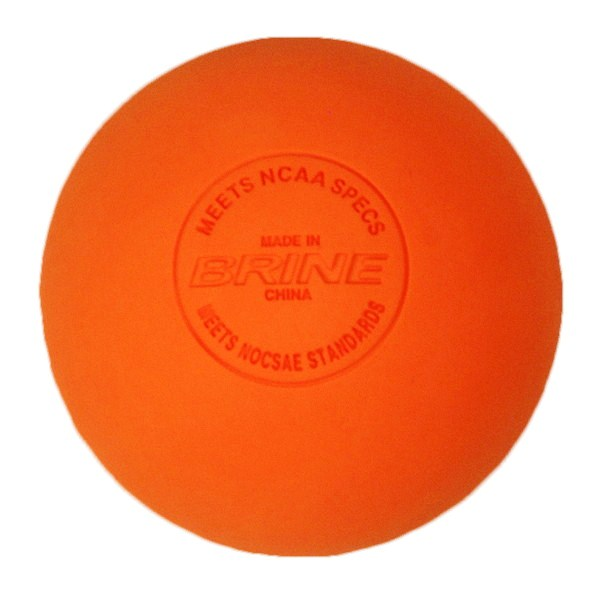 MEETS NCAA SPECS
MADE IN
BRINE
CHINA
MEETS NOCSAE STANDARDS